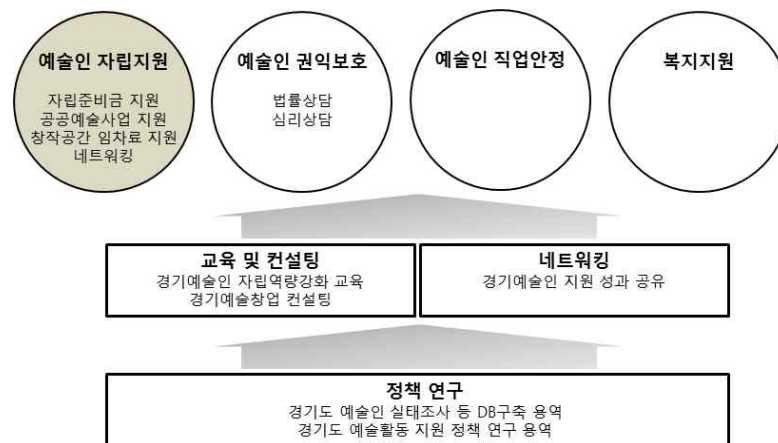 예술인 자립지원
자립준비금 지원
공공예술사업 지원
창작공간 임차료 지원
네트워킹
예술인 권익보호
법률상담
심리상담
예술인 직업안정
복지지원
교육 및 컨설팅
경기예술인 자립역량강화 교육
경기예술창업 컨설팅
네트워킹
경기예술인 지원 성과 공유
정책 연구
경기도 예술인 실태조사 등 DB구축 용역
경기도 예술활동 지원 정책 연구 용역